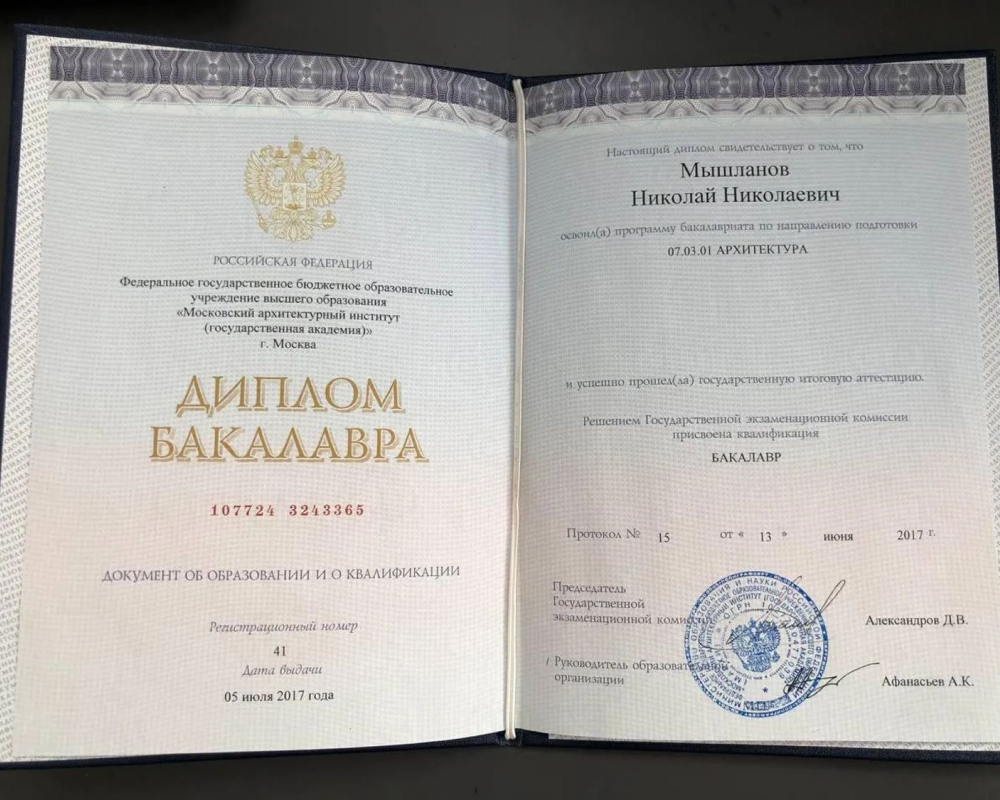 РОССИЙСКАЯ ФЕДЕРАЦИЯ
Федеральное государственное бюджетное образовательное
учреждение высшего образования
«Московский архитектурный институт
(государственная академия)»
г. Москва
ДИПЛОМ
БАКАЛАВРА
107724 3243365
ДОКУМЕНТ ОБ ОБРАЗОВАНИИ И О КВАЛИФИКАЦИИ
Регистрационный номер
41
Дата выдачи
05 июля 2017 года
Настоящий диплом свидетельствует о том, что
Мышланов
Николай Николаевич
освоил(а) программу бакалавриата по направлению подготовки
07.03.01 АРХИТЕКТУРА
и успешно прошел(ла) государственную итоговую аттестацию.
Решением Государственной экзаменационной комиссии
присвоена квалификация
БАКАЛАВР
Протокол № 15 от « 13 » июня 2017 г.
Председатель
Государственной
экзаменационной комиссии
Александров Д.В.
/ Руководитель образовательной
организации
Афанасьев А.К.